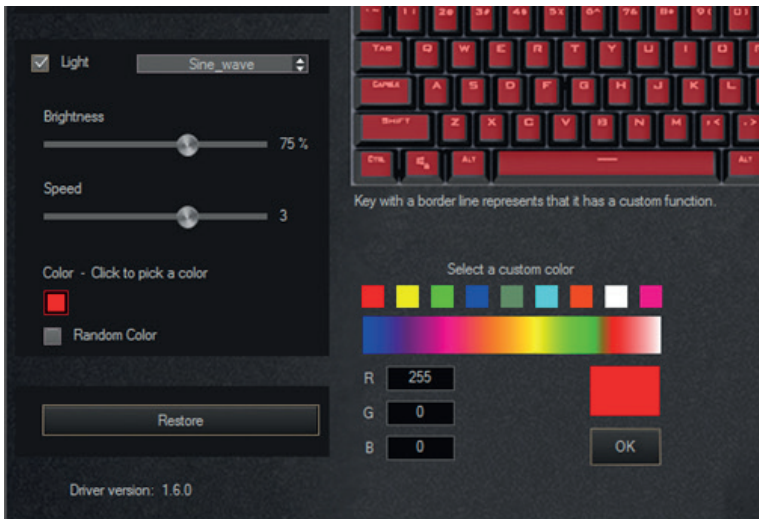 Light
Sine_wave
Brightness
75 %
Speed
3
Color - Click to pick a color
Random Color
Restore
Driver version: 1.6.0
TAB Q W E R T Y U I O
A S D F G H J K L
SHIFT Z X C V B N M
CTRL ALT ALT
Key with a border line represents that it has a custom function.
Select a custom color
R 255
G 0
B 0
OK